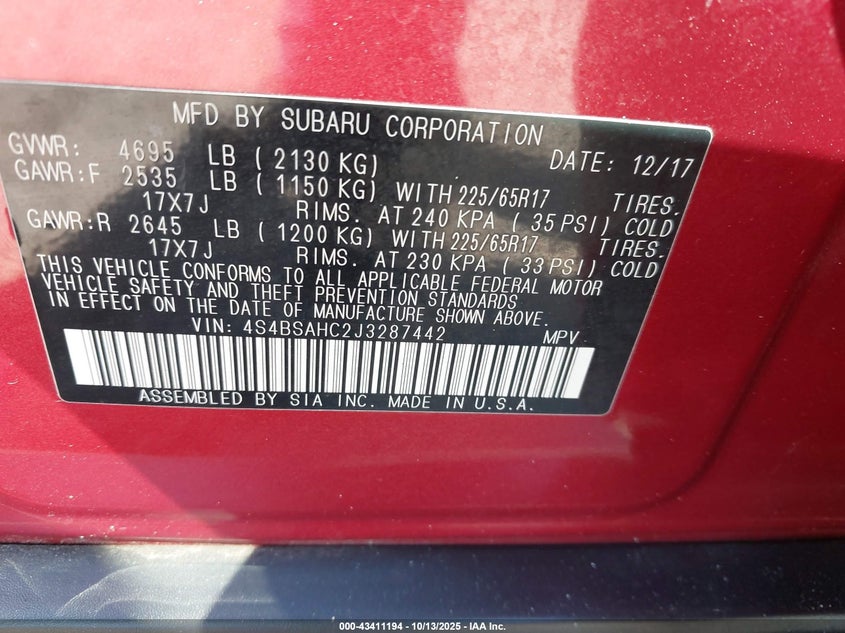 MFD BY SUBARU CORPORATION
GVWR: 4695 LB ( 2130 KG) DATE: 12/17
GAWR:F 2535 LB ( 1150 KG) WITH 225/65R17 TIRES.
17X7J RIMS. AT 240 KPA ( 35 PSI) COLD
GAWR:R 2645 LB ( 1200 KG) WITH 225/65R17 TIRES.
17X7J RIMS. AT 230 KPA ( 33 PSI) COLD
THIS VEHICLE CONFORMS TO ALL APPLICABLE FEDERAL MOTOR
VEHICLE SAFETY AND THEFT PREVENTION STANDARDS
IN EFFECT ON THE DATE OF MANUFACTURE SHOWN ABOVE.
VIN: 4S4BSAHC2J3287442 MPV
ASSEMBLED BY SIA INC. MADE IN U.S.A.
000-43411194 - 10/13/2025 - IAA Inc.